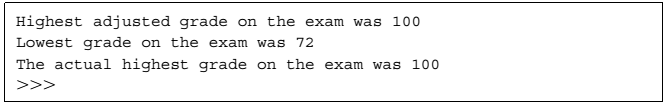 Highest adjusted grade on the exam was 100
Lowest grade on the exam was 72
The actual highest grade on the exam was 100
>>>